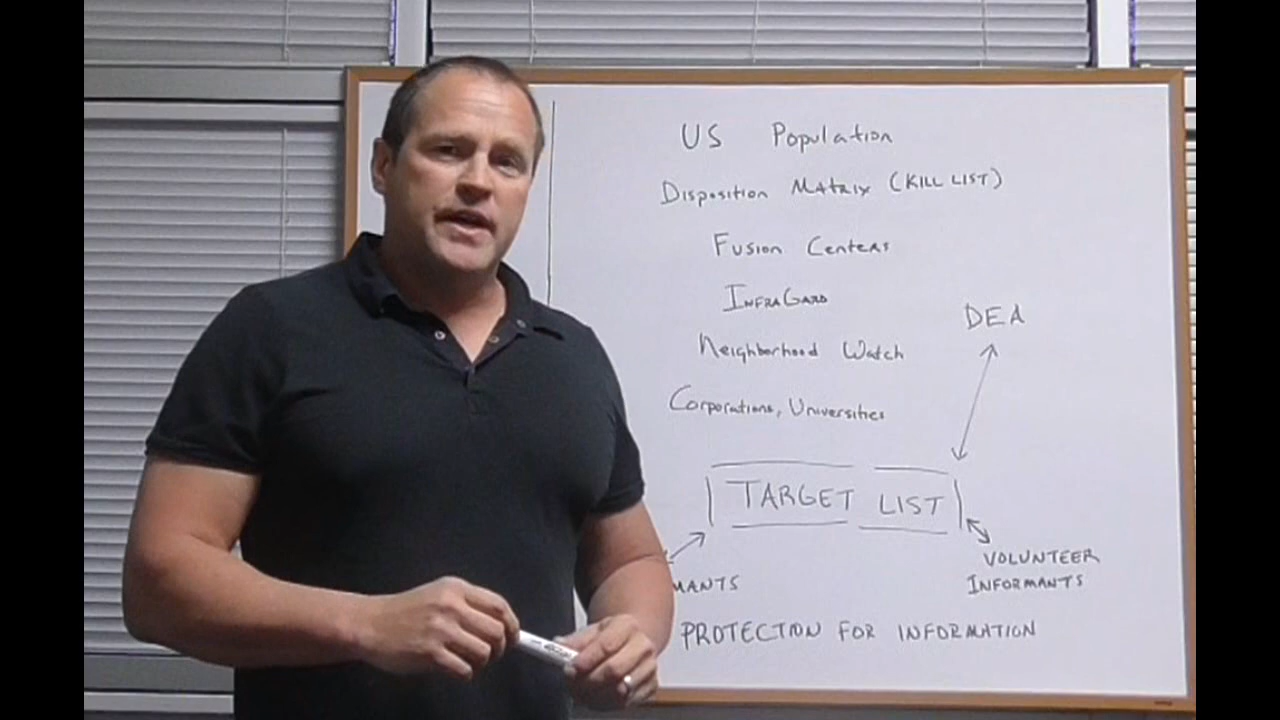 US Population
Disposition Matrix (KILL LIST)
Fusion Centers
INFRAGARD
DEA
Neighborhood Watch
Corporations, Universities
TARGET LIST
VOLUNTEER
MANTS
INFORMANTS
PROTECTION FOR INFORMATION